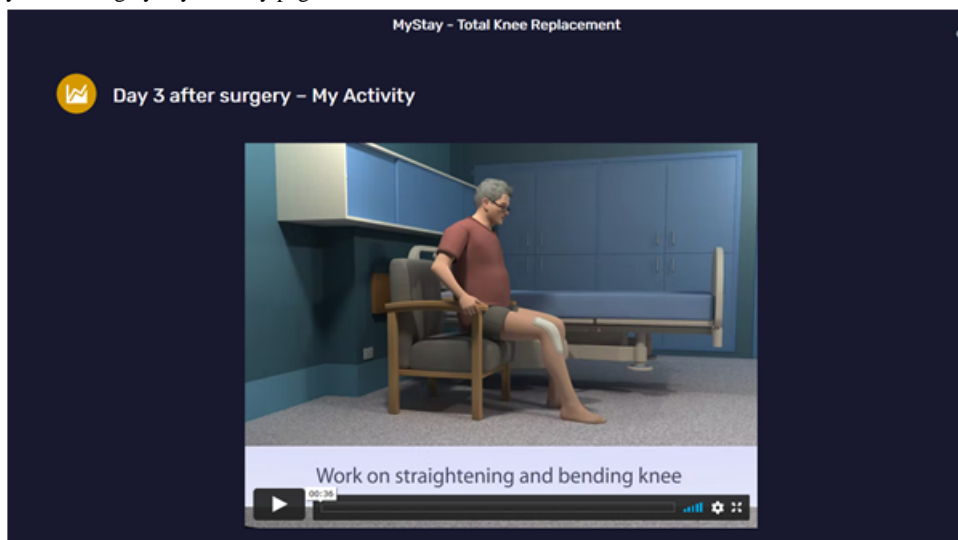 MyStay – Total Knee Replacement
Day 3 after surgery – My Activity
Work on straightening and bending knee
00:36